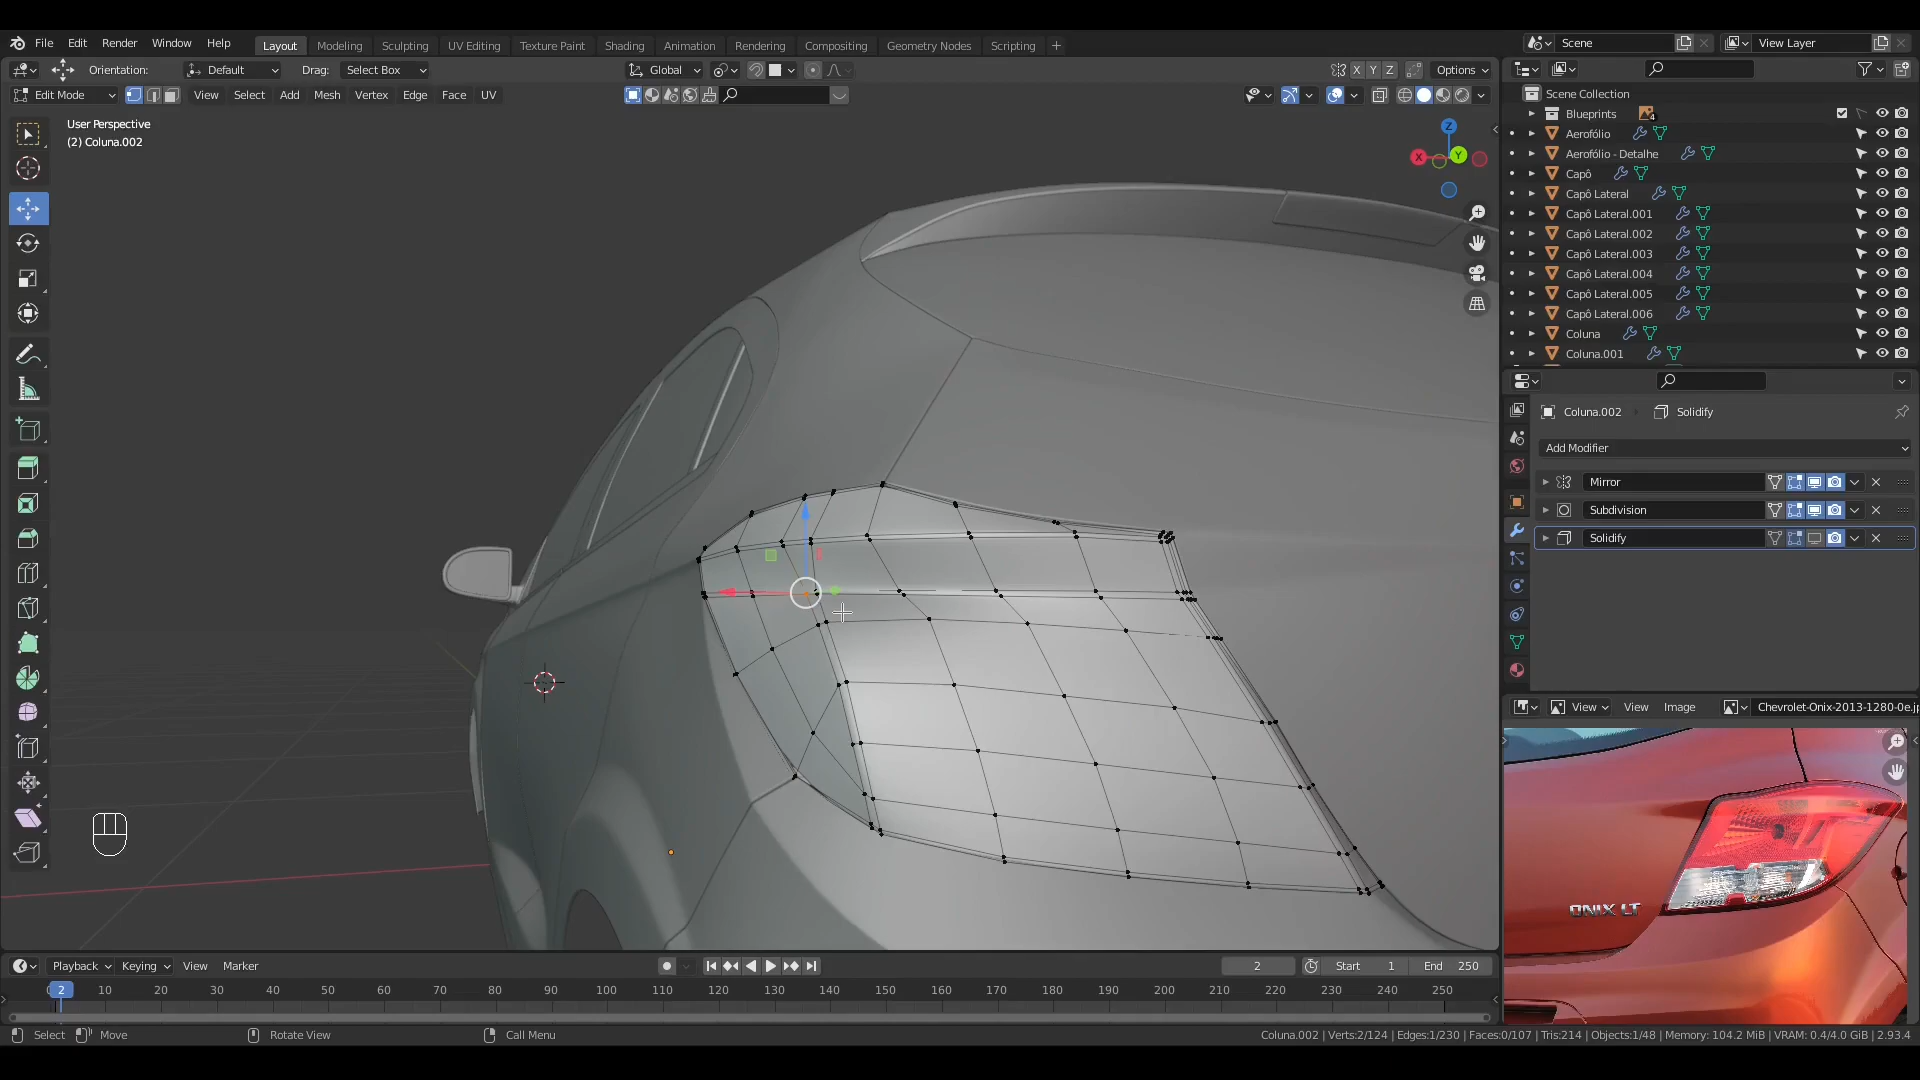 File Edit Render Window Help Layout Modeling Sculpting UV Editing Texture Paint Shading Animation Rendering Compositing Geometry Nodes Scripting + Scene View Layer
Orientation: Default Drag: Select Box Global X Y Z Options
Edit Mode View Select Add Mesh Vertex Edge Face UV
User Perspective
(2) Coluna.002
Z
X Y
Scene Collection
Blueprints 4
Aerofólio
Aerofólio - Detalhe
Capô
Capô Lateral
Capô Lateral.001
Capô Lateral.002
Capô Lateral.003
Capô Lateral.004
Capô Lateral.005
Capô Lateral.006
Coluna
Coluna.001
Coluna.002 Solidify
Add Modifier
Mirror
Subdivision
Solidify
View View Image Chevrolet-Onix-2013-1280-0e.jp
ONIX LT
Playback Keying View Marker 2 Start 1 End 250
2 10 20 30 40 50 60 70 80 90 100 110 120 130 140 150 160 170 180 190 200 210 220 230 240 250
Select Move Rotate View Call Menu Coluna.002 | Verts:2/124 | Edges:1/230 | Faces:0/107 | Tris:214 | Objects:1/48 | Memory: 104.2 MiB | VRAM: 0.4/4.0 GiB | 2.93.4